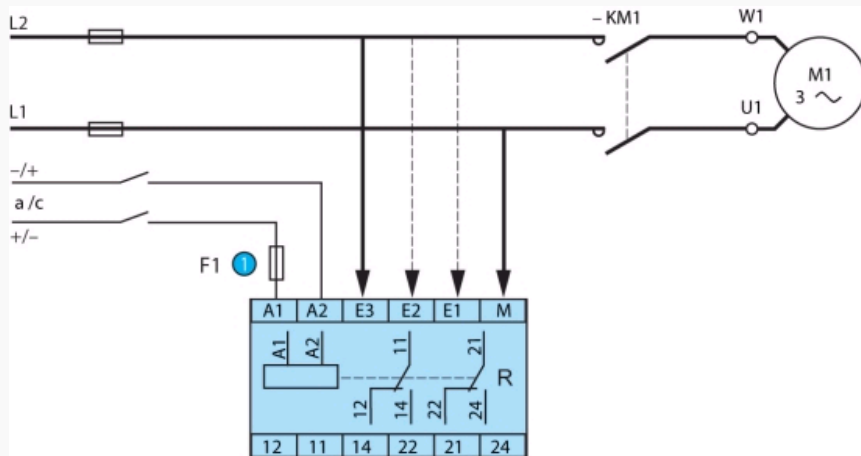 L2
– KM1
W1
M1
3 ~
L1
U1
–/+
a /c
+/–
F1 1
A1 A2 E3 E2 E1 M
A1 A2 11 21
R
12 14 22 24
12 11 14 22 21 24